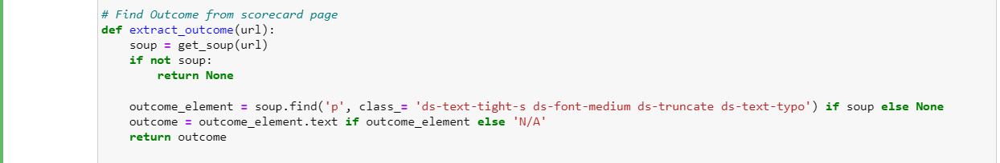 # Find Outcome from scorecard page
def extract_outcome(url):
    soup = get_soup(url)
    if not soup:
        return None

    outcome_element = soup.find('p', class_= 'ds-text-tight-s ds-font-medium ds-truncate ds-text-typo') if soup else None
    outcome = outcome_element.text if outcome_element else 'N/A'
    return outcome